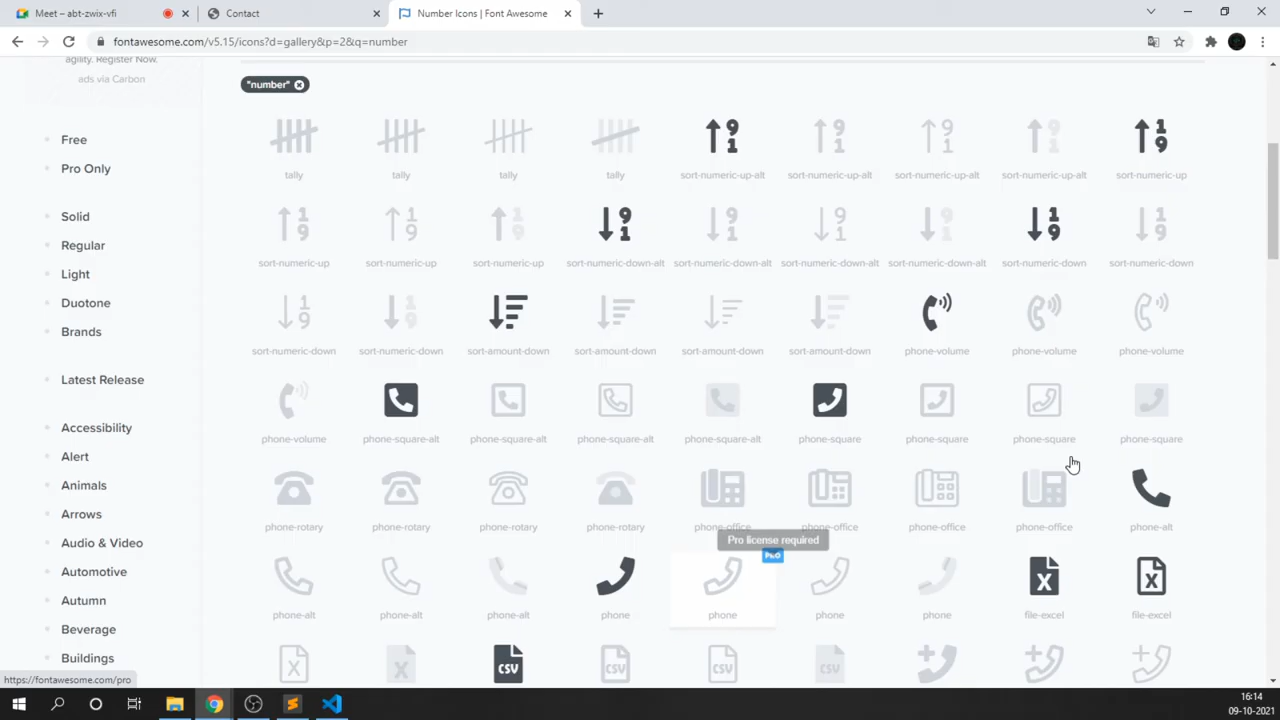 Meet – abt-zwix-vfi
Contact
Number Icons | Font Awesome
fontawesome.com/v5.15/icons?d=gallery&p=2&q=number
agility. Register Now.
ads via Carbon
"number"
Free
Pro Only
Solid
Regular
Light
Duotone
Brands
Latest Release
Accessibility
Alert
Animals
Arrows
Audio & Video
Automotive
Autumn
Beverage
Buildings
tally tally tally tally sort-numeric-up-alt sort-numeric-up-alt sort-numeric-up-alt sort-numeric-up-alt sort-numeric-up
sort-numeric-up sort-numeric-up sort-numeric-up sort-numeric-down-alt sort-numeric-down-alt sort-numeric-down-alt sort-numeric-down-alt sort-numeric-down sort-numeric-down
sort-numeric-down sort-numeric-down sort-amount-down sort-amount-down sort-amount-down sort-amount-down phone-volume phone-volume phone-volume
phone-volume phone-square-alt phone-square-alt phone-square-alt phone-square-alt phone-square phone-square phone-square phone-square
phone-rotary phone-rotary phone-rotary phone-rotary phone-office phone-office phone-office phone-office phone-alt
Pro license required
PRO
phone-alt phone-alt phone-alt phone phone phone phone file-excel file-excel
CSV CSV CSV CSV
https://fontawesome.com/pro
16:14
09-10-2021